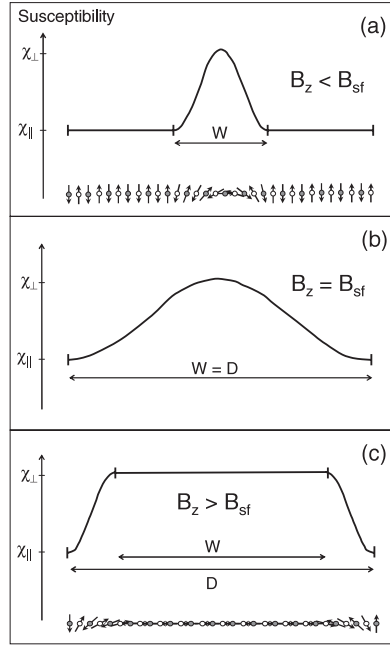 Susceptibility
(a)
χ⊥
B_z < B_sf
χ||
W
(b)
χ⊥
B_z = B_sf
χ||
W = D
(c)
χ⊥
B_z > B_sf
W
χ||
D